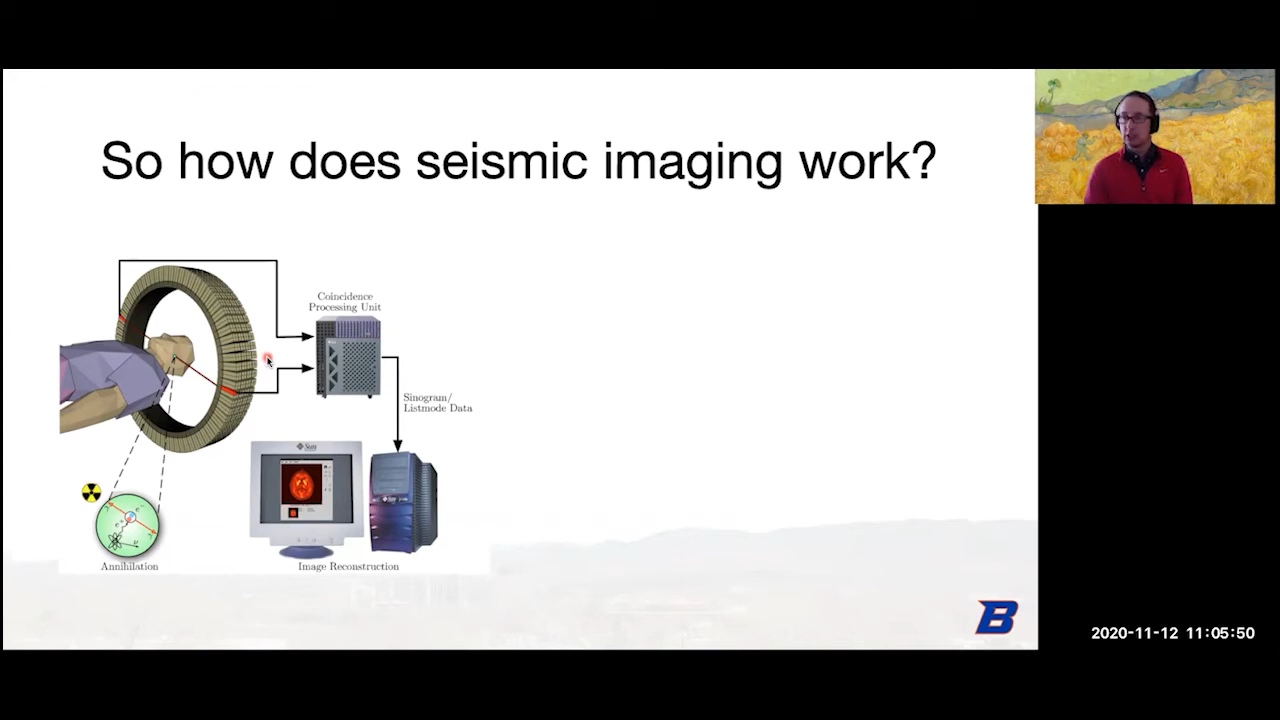 So how does seismic imaging work?
Coincidence
Processing Unit
Sinogram/
Listmode Data
Sun
Annihilation
Image Reconstruction
B
2020-11-12 11:05:50